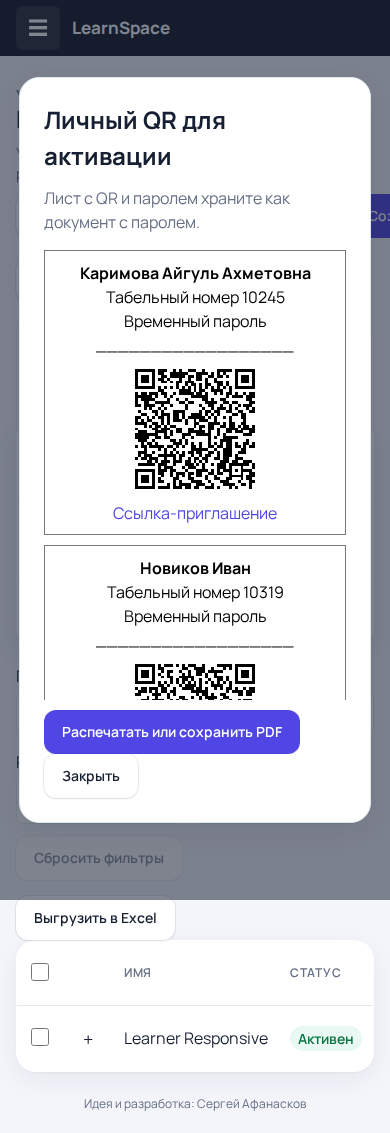 ☰ LearnSpace
Личный QR для
активации
Лист с QR и паролем храните как
документ с паролем.
Каримова Айгуль Ахметовна
Табельный номер 10245
Временный пароль
__________________
Ссылка-приглашение
Новиков Иван
Табельный номер 10319
Временный пароль
__________________
Распечатать или сохранить PDF
Закрыть
Сбросить фильтры
Выгрузить в Excel
ИМЯ СТАТУС
+ Learner Responsive Активен
Идея и разработка: Сергей Афанасков